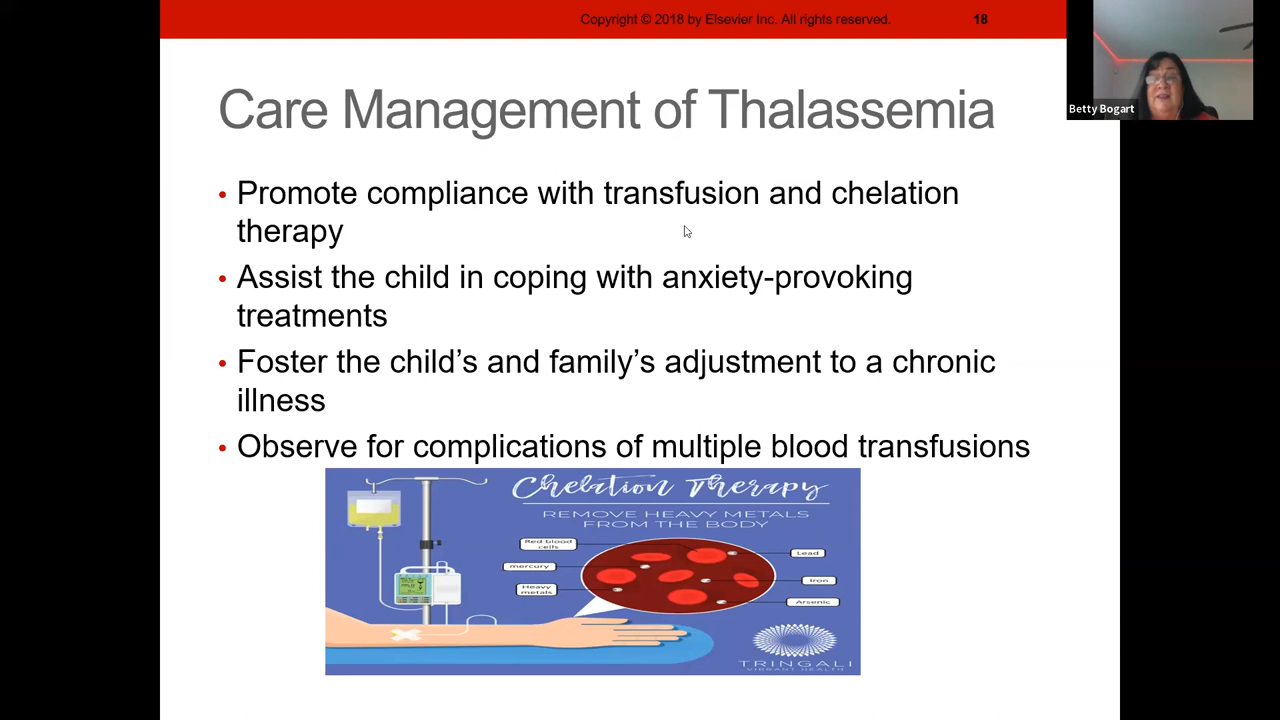 Copyright © 2018 by Elsevier Inc. All rights reserved.
18
Betty Bogart
Care Management of Thalassemia
• Promote compliance with transfusion and chelation
therapy
• Assist the child in coping with anxiety-provoking
treatments
• Foster the child’s and family’s adjustment to a chronic
illness
• Observe for complications of multiple blood transfusions
Chelation Therapy
REMOVE HEAVY METALS
FROM THE BODY
Red blood
cells
mercury
Heavy
metals
Lead
Iron
Arsenic
TRINGALI
VIBRANT HEALTH